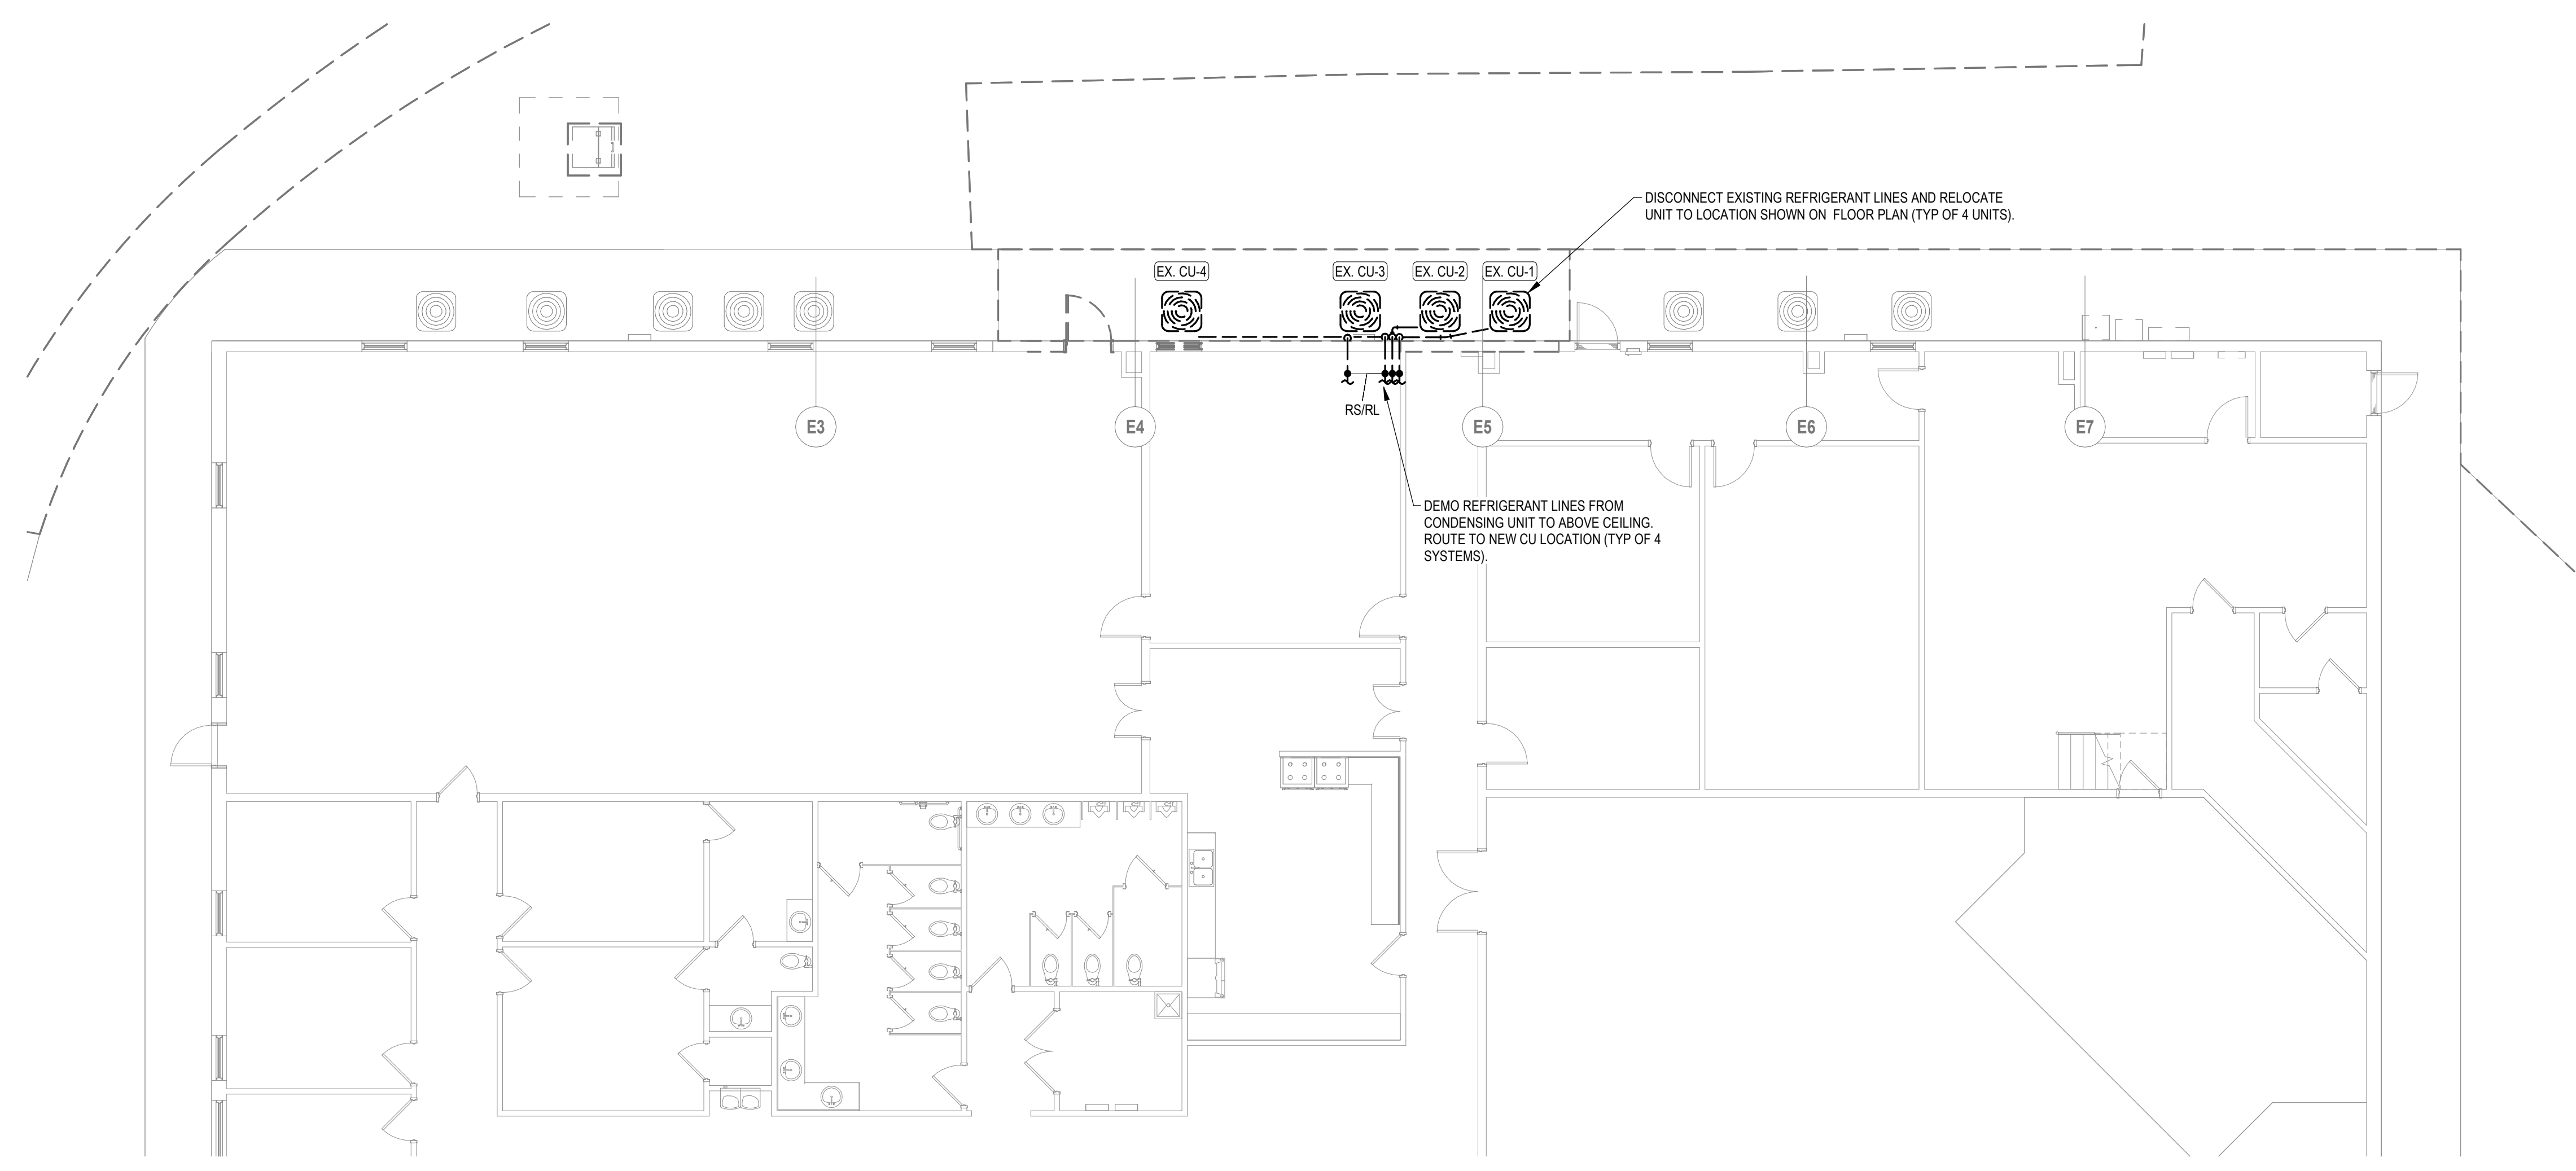 DISCONNECT EXISTING REFRIGERANT LINES AND RELOCATE
UNIT TO LOCATION SHOWN ON FLOOR PLAN (TYP OF 4 UNITS).
EX. CU-4
EX. CU-3
EX. CU-2
EX. CU-1
RS/RL
E3
E4
E5
E6
E7
DEMO REFRIGERANT LINES FROM
CONDENSING UNIT TO ABOVE CEILING.
ROUTE TO NEW CU LOCATION (TYP OF 4
SYSTEMS).